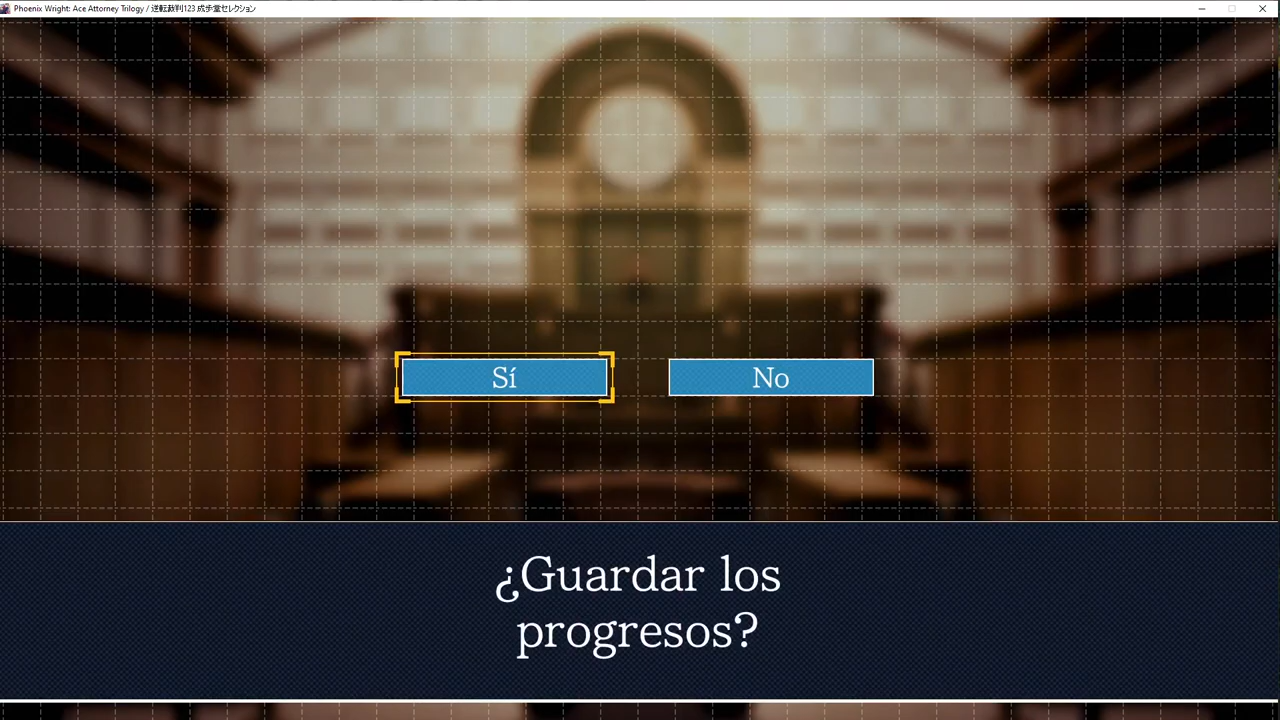 Phoenix Wright: Ace Attorney Trilogy / 逆転裁判123 成歩堂セレクション
Sí
No
¿Guardar los
progresos?